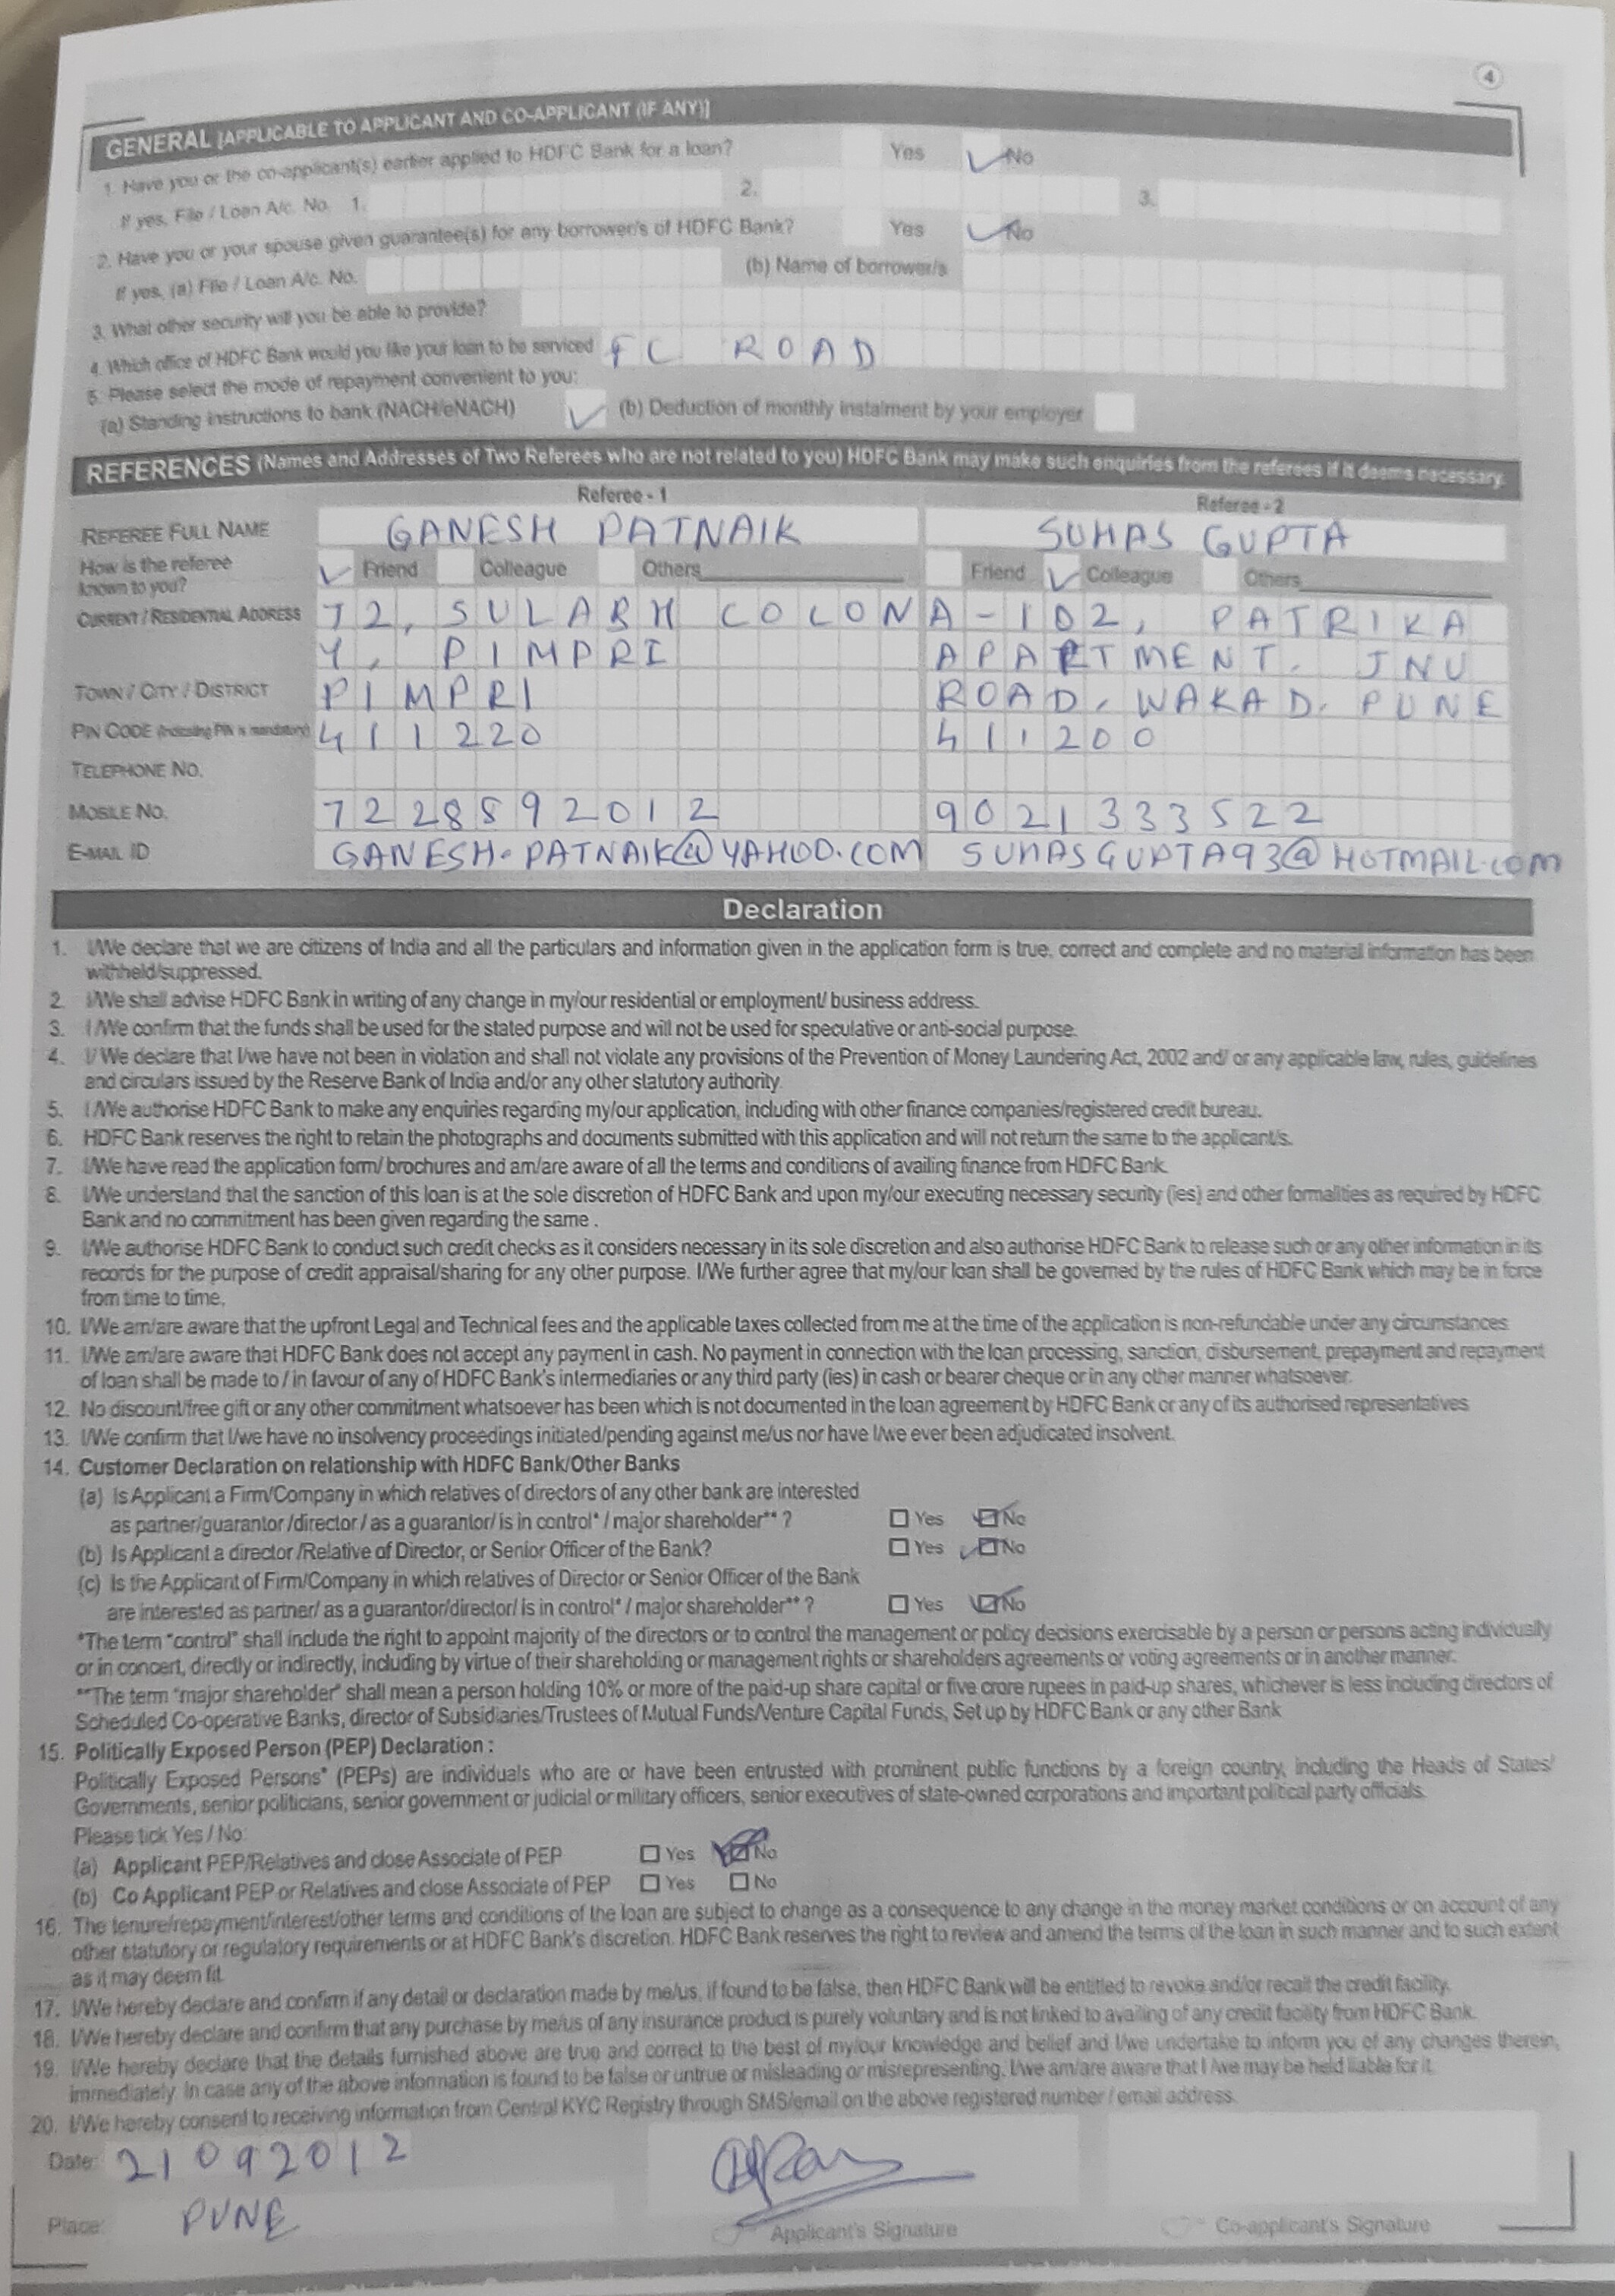 4
GENERAL [APPLICABLE TO APPLICANT AND CO-APPLICANT (IF ANY)]
1. Have you or the co-applicant(s) earlier applied to HDFC Bank for a loan? Yes No
If yes, File / Loan A/c. No. 1. 2. 3.
2. Have you or your spouse given guarantee(s) for any borrower/s of HDFC Bank? Yes No
If yes, (a) File / Loan A/c. No. (b) Name of borrower/s
3. What other security will you be able to provide?
4. Which office of HDFC Bank would you like your loan to be serviced FC ROAD
5. Please select the mode of repayment convenient to you:
(a) Standing instructions to bank (NACH/eNACH) (b) Deduction of monthly instalment by your employer
REFERENCES (Names and Addresses of Two Referees who are not related to you) HDFC Bank may make such enquiries from the referees if it deems necessary.
Referee - 1 Referee - 2
REFEREE FULL NAME GANESH PATNAIK SUHAS GUPTA
How is the referee known to you? Friend Colleague Others Friend Colleague Others
CURRENT / RESIDENTIAL ADDRESS 72, SULABH COLON A-102, PATRIKA
Y, PIMPRI APARTMENT. JNU
TOWN / CITY / DISTRICT PIMPRI ROAD, WAKAD. PUNE
PIN CODE (Indicating PIN is mandatory) 411220 411200
TELEPHONE NO.
MOBILE NO. 7228892012 9021333522
E-MAIL ID GANESH.PATNAIK@YAHOO.COM SUHASGUPTA93@HOTMAIL.COM
Declaration
1. I/We declare that we are citizens of India and all the particulars and information given in the application form is true, correct and complete and no material information has been
withheld/suppressed.
2. I/We shall advise HDFC Bank in writing of any change in my/our residential or employment/ business address.
3. I/We confirm that the funds shall be used for the stated purpose and will not be used for speculative or anti-social purpose.
4. I/ We declare that I/we have not been in violation and shall not violate any provisions of the Prevention of Money Laundering Act, 2002 and/ or any applicable law, rules, guidelines
and circulars issued by the Reserve Bank of India and/or any other statutory authority.
5. I/We authorise HDFC Bank to make any enquiries regarding my/our application, including with other finance companies/registered credit bureau.
6. HDFC Bank reserves the right to retain the photographs and documents submitted with this application and will not return the same to the applicant/s.
7. I/We have read the application form/ brochures and am/are aware of all the terms and conditions of availing finance from HDFC Bank.
8. I/We understand that the sanction of this loan is at the sole discretion of HDFC Bank and upon my/our executing necessary security (ies) and other formalities as required by HDFC
Bank and no commitment has been given regarding the same .
9. I/We authorise HDFC Bank to conduct such credit checks as it considers necessary in its sole discretion and also authorise HDFC Bank to release such or any other information in its
records for the purpose of credit appraisal/sharing for any other purpose. I/We further agree that my/our loan shall be governed by the rules of HDFC Bank which may be in force
from time to time.
10. I/We am/are aware that the upfront Legal and Technical fees and the applicable taxes collected from me at the time of the application is non-refundable under any circumstances
11. I/We am/are aware that HDFC Bank does not accept any payment in cash. No payment in connection with the loan processing, sanction, disbursement, prepayment and repayment
of loan shall be made to / in favour of any of HDFC Bank's intermediaries or any third party (ies) in cash or bearer cheque or in any other manner whatsoever.
12. No discount/free gift or any other commitment whatsoever has been which is not documented in the loan agreement by HDFC Bank or any of its authorised representatives
13. I/We confirm that I/we have no insolvency proceedings initiated/pending against me/us nor have I/we ever been adjudicated insolvent.
14. Customer Declaration on relationship with HDFC Bank/Other Banks
(a) Is Applicant a Firm/Company in which relatives of directors of any other bank are interested
as partner/guarantor /director / as a guarantor/ is in control* / major shareholder** ? Yes No
(b) Is Applicant a director /Relative of Director, or Senior Officer of the Bank? Yes No
(c) Is the Applicant of Firm/Company in which relatives of Director or Senior Officer of the Bank
are interested as partner/ as a guarantor/director/ is in control* / major shareholder** ? Yes No
*The term "control" shall include the right to appoint majority of the directors or to control the management or policy decisions exercisable by a person or persons acting individually
or in concert, directly or indirectly, including by virtue of their shareholding or management rights or shareholders agreements or voting agreements or in another manner.
**The term "major shareholder" shall mean a person holding 10% or more of the paid-up share capital or five crore rupees in paid-up shares, whichever is less including directors of
Scheduled Co-operative Banks, director of Subsidiaries/Trustees of Mutual Funds/Venture Capital Funds, Set up by HDFC Bank or any other Bank
15. Politically Exposed Person (PEP) Declaration :
Politically Exposed Persons* (PEPs) are individuals who are or have been entrusted with prominent public functions by a foreign country, including the Heads of States/
Governments, senior politicians, senior government or judicial or military officers, senior executives of state-owned corporations and important political party officials.
Please tick Yes / No:
(a) Applicant PEP/Relatives and close Associate of PEP Yes No
(b) Co Applicant PEP or Relatives and close Associate of PEP Yes No
16. The tenure/repayment/interest/other terms and conditions of the loan are subject to change as a consequence to any change in the money market conditions or on account of any
other statutory or regulatory requirements or at HDFC Bank's discretion. HDFC Bank reserves the right to review and amend the terms of the loan in such manner and to such extent
as it may deem fit.
17. I/We hereby declare and confirm if any detail or declaration made by me/us, if found to be false, then HDFC Bank will be entitled to revoke and/or recall the credit facility.
18. I/We hereby declare and confirm that any purchase by me/us of any insurance product is purely voluntary and is not linked to availing of any credit facility from HDFC Bank.
19. I/We hereby declare that the details furnished above are true and correct to the best of my/our knowledge and belief and I/we undertake to inform you of any changes therein,
immediately. In case any of the above information is found to be false or untrue or misleading or misrepresenting. I/we am/are aware that I /we may be held liable for it.
20. I/We hereby consent to receiving information from Central KYC Registry through SMS/email on the above registered number / email address.
Date: 21092012
Place: PUNE
Applicant's Signature Co-applicant's Signature